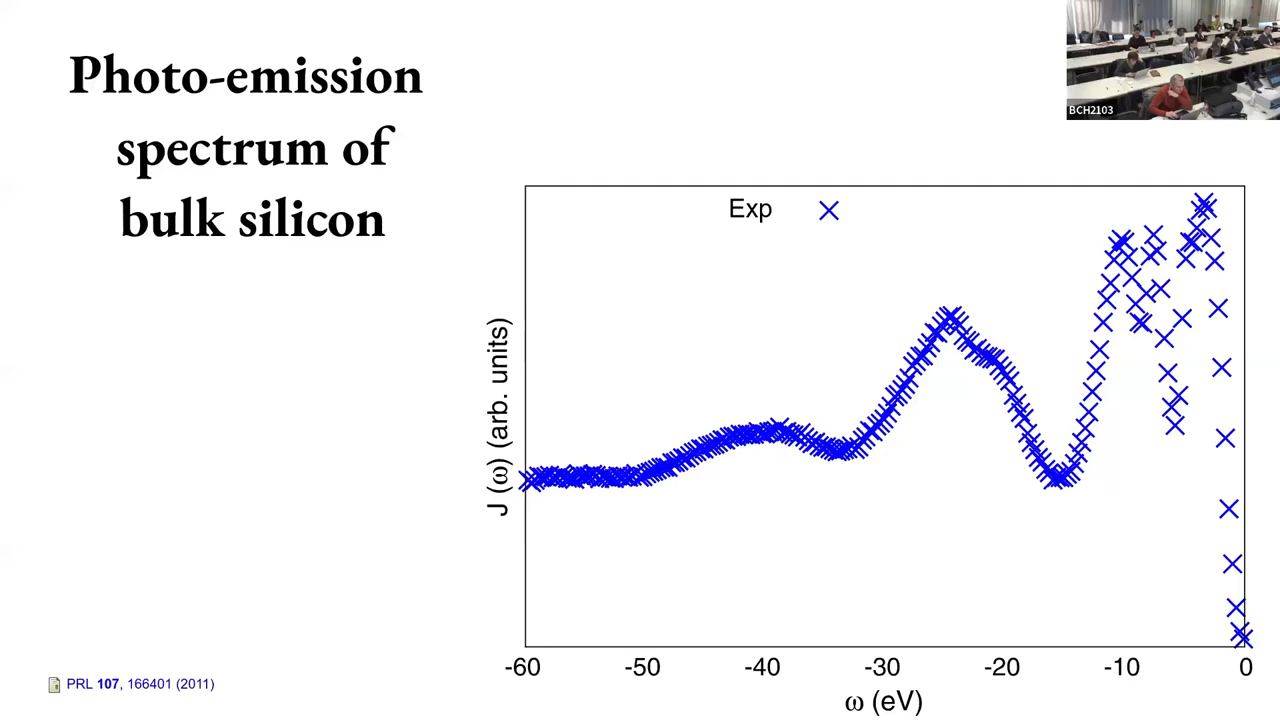 Photo-emission
spectrum of
bulk silicon
BCH2103
Exp
J (ω) (arb. units)
-60 -50 -40 -30 -20 -10 0
ω (eV)
PRL 107, 166401 (2011)